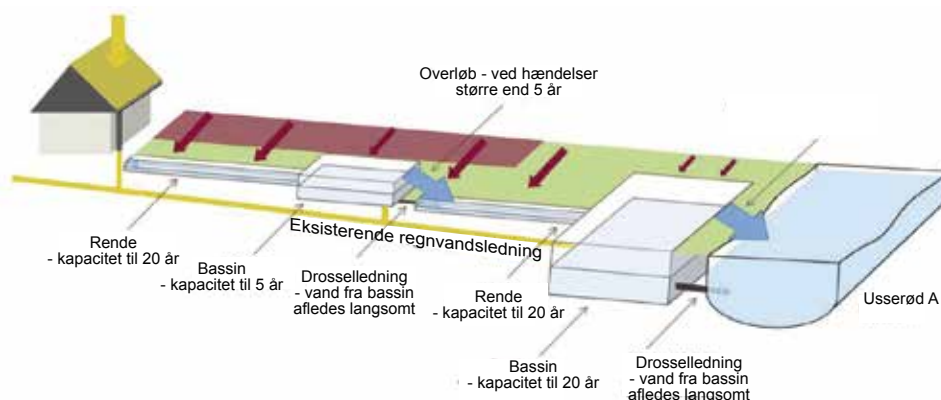 Overløb - ved hændelser
større end 5 år
Eksisterende regnvandsledning
Rende
- kapacitet til 20 år
Bassin
- kapacitet til 5 år
Drosselledning
- vand fra bassin
afledes langsomt
Rende
- kapacitet til 20 år
Usserød A
Bassin
- kapacitet til 20 år
Drosselledning
- vand fra bassin
afledes langsomt